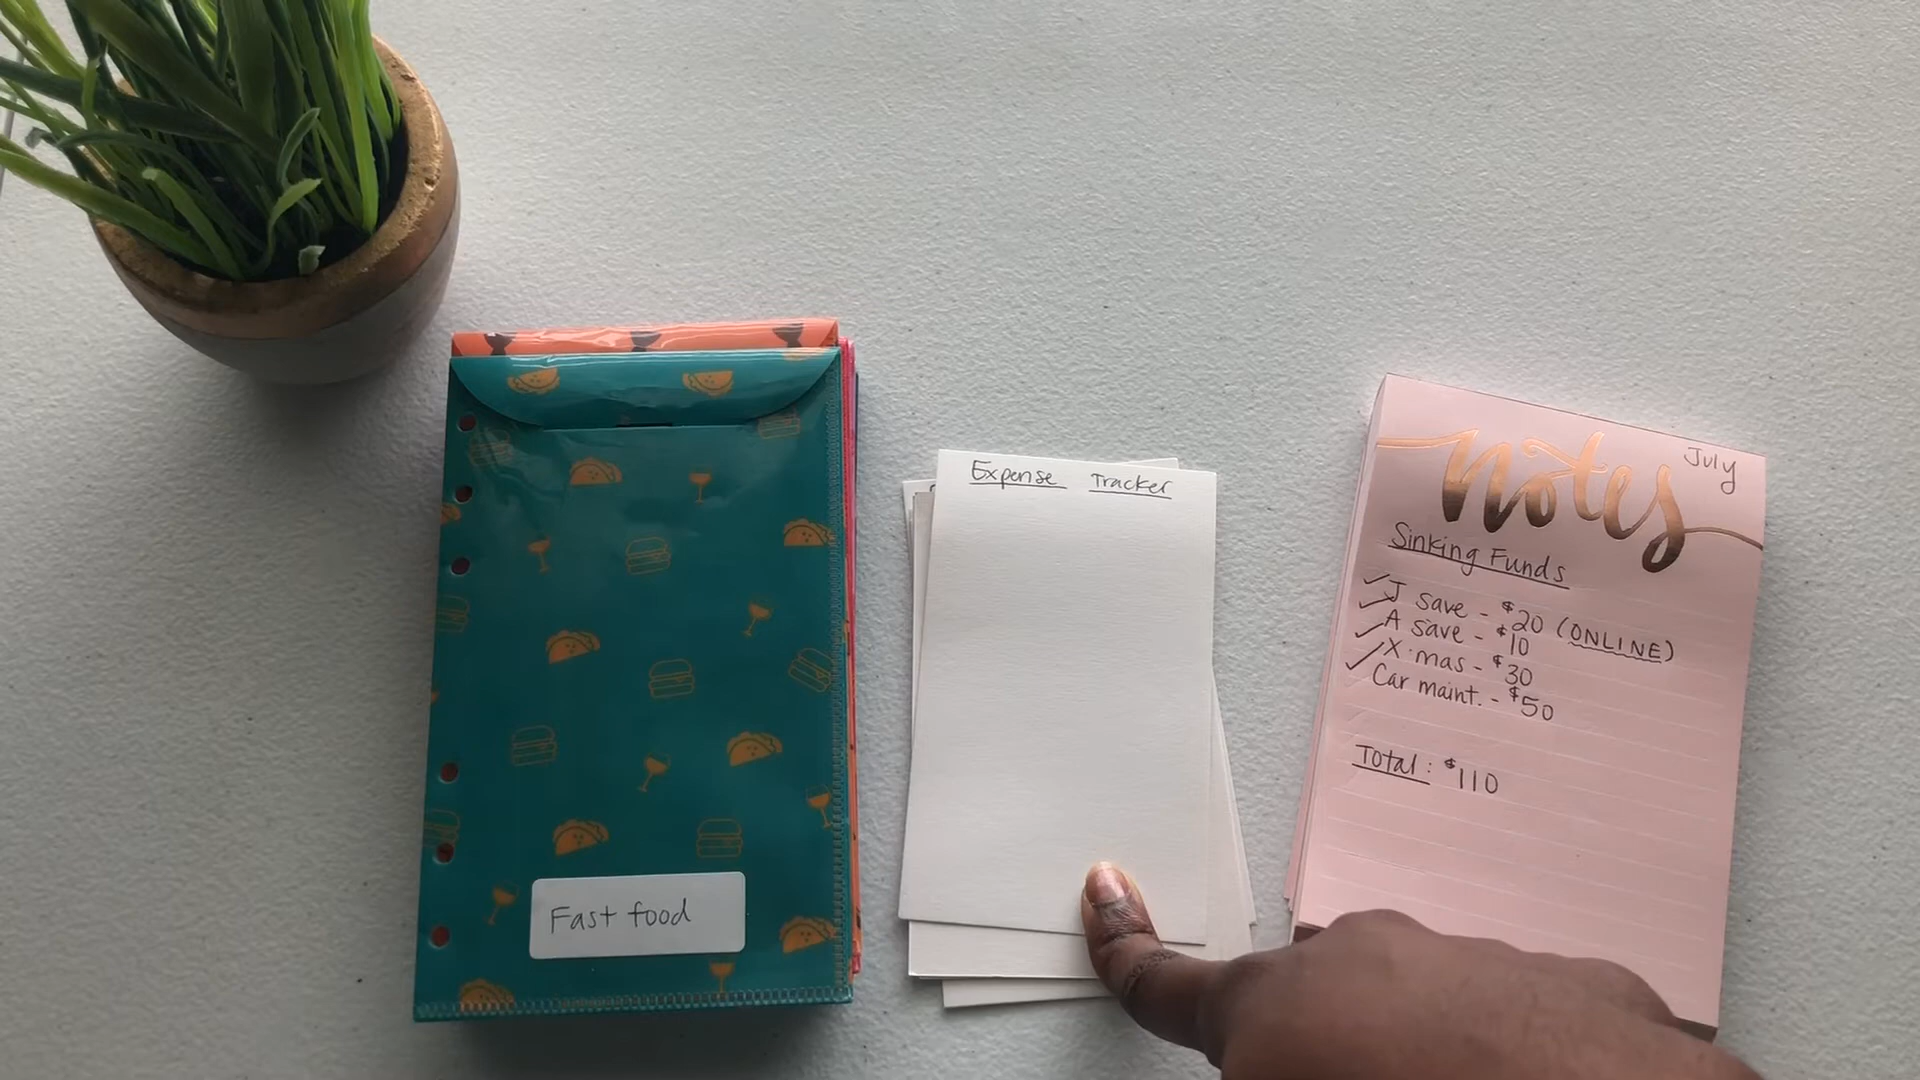 Fast food
Expense Tracker
July
notes
Sinking Funds
✓ J save - $20 (ONLINE)
✓ A save - $10
✓ X-mas - $30
✓ Car maint. - $50
Total: $110